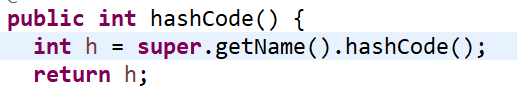 public int hashCode() {
int h = super.getName().hashCode();
return h;